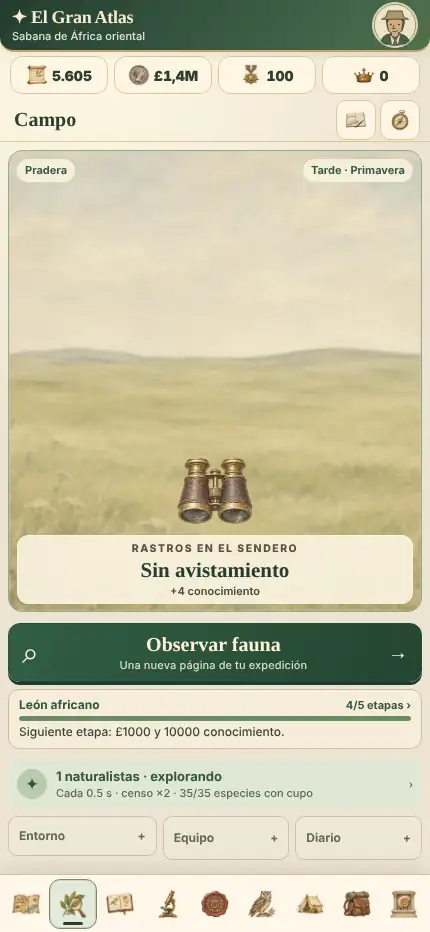 ✦ El Gran Atlas
Sabana de África oriental
5.605
£1,4M
100
0
Campo
Pradera
Tarde · Primavera
RASTROS EN EL SENDERO
Sin avistamiento
+4 conocimiento
Observar fauna →
Una nueva página de tu expedición
León africano 4/5 etapas ›
Siguiente etapa: £1000 y 10000 conocimiento.
✦ 1 naturalistas · explorando ›
Cada 0.5 s · censo ×2 · 35/35 especies con cupo
Entorno +
Equipo +
Diario +